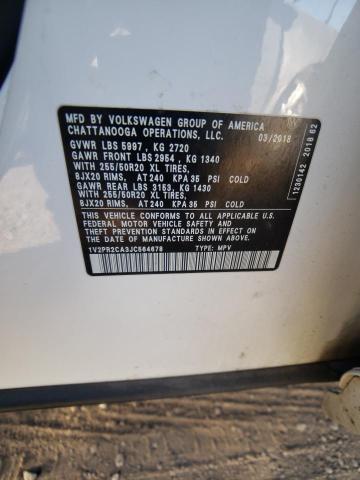 MFD. BY VOLKSWAGEN GROUP OF AMERICA
CHATTANOOGA OPERATIONS, LLC. 03/2018
GVWR LBS 5997 , KG 2720
GAWR FRONT LBS 2954 , KG 1340
WITH 255/50R20 XL TIRES
8JX20 RIMS, AT 240 KPA 35 PSI COLD
GAWR REAR LBS 3153, KG 1430
WITH 255/50R20 XL TIRES
8JX20 RIMS, AT 240 KPA 35 PSI COLD
THIS VEHICLE CONFORMS TO ALL APPLICABLE U.S.
FEDERAL MOTOR VEHICLE SAFETY
AND THEFT PREVENTION STANDARDS IN EFFECT ON
THE DATE OF MANUFACTURE SHOWN ABOVE
1V2PR2CA3JC564678 TYPE: MPV
1230142 2018 62